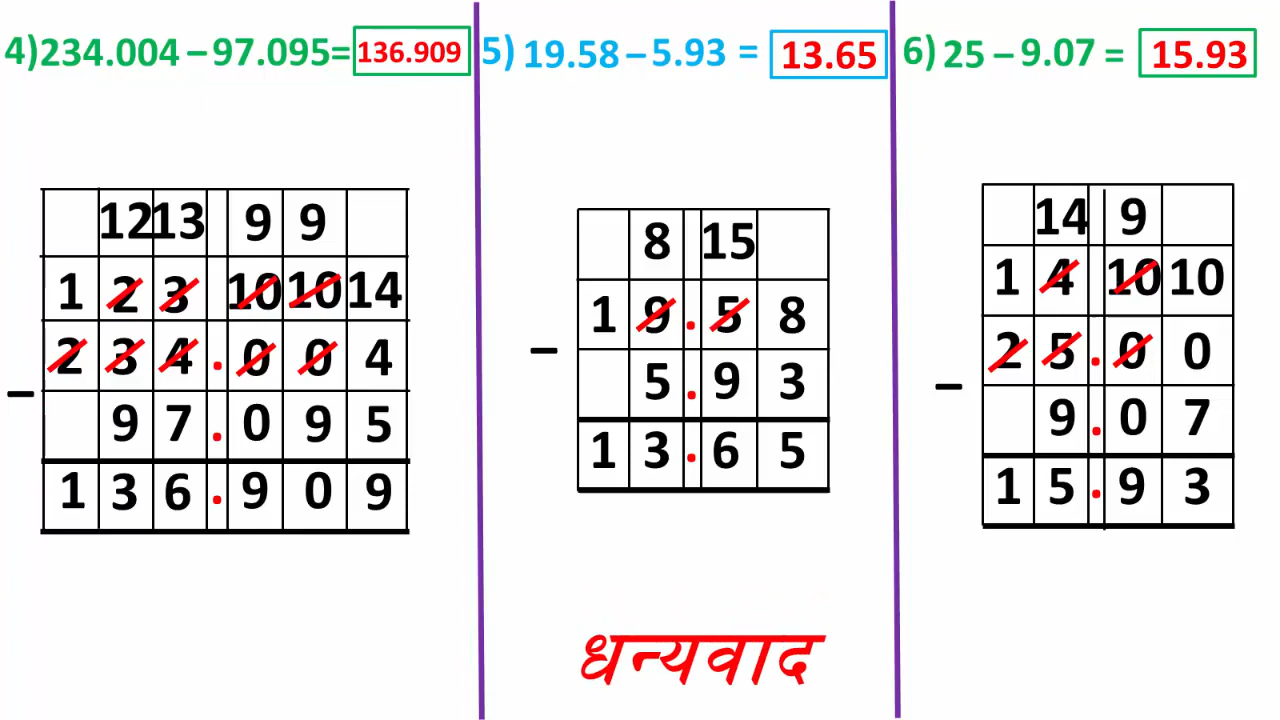 4)234.004 – 97.095= 136.909
12 13 9 9
1 2 3 10 10 14
2 3 4 . 0 0 4
– 9 7 . 0 9 5
1 3 6 . 9 0 9
5) 19.58 – 5.93 = 13.65
8 15
1 9 . 5 8
– 5 . 9 3
1 3 . 6 5
धन्यवाद
6) 25 – 9.07 = 15.93
14 9
1 4 10 10
2 5 . 0 0
– 9 . 0 7
1 5 . 9 3